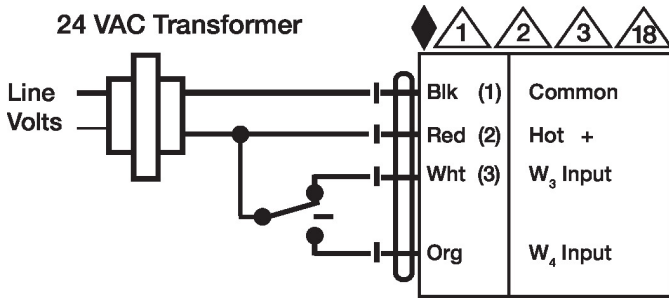 24 VAC Transformer
1 2 3 18
Line Volts
Blk (1) Common
Red (2) Hot +
Wht (3) W₃ Input
Org W₄ Input